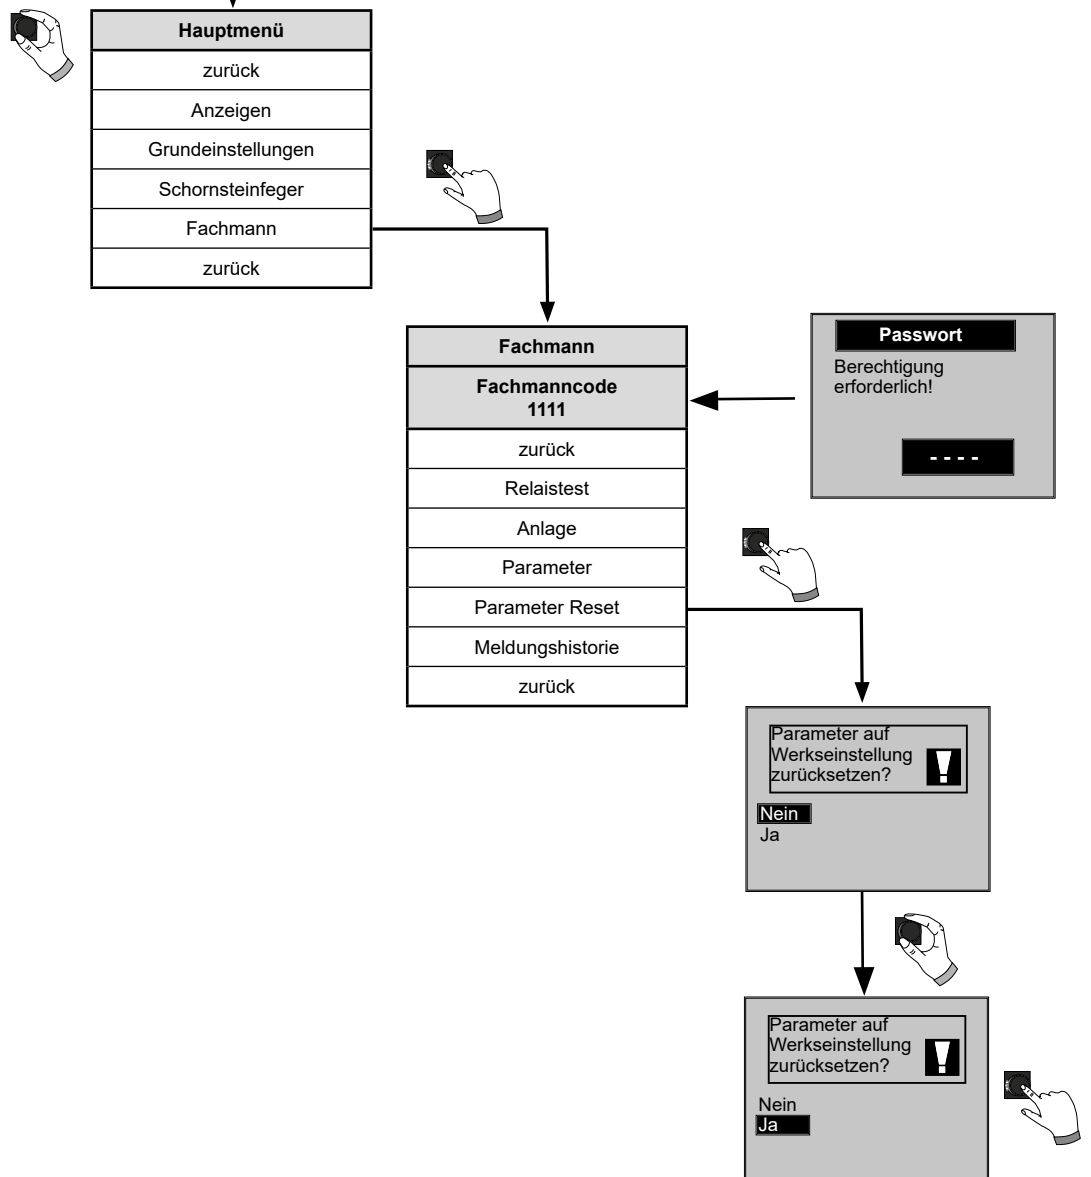 Hauptmenü
zurück
Anzeigen
Grundeinstellungen
Schornsteinfeger
Fachmann
zurück
Fachmann
Fachmanncode
1111
zurück
Relaistest
Anlage
Parameter
Parameter Reset
Meldungshistorie
zurück
Passwort
Berechtigung
erforderlich!
- - - -
Parameter auf
Werkseinstellung
zurücksetzen?
!
Nein
Ja
Parameter auf
Werkseinstellung
zurücksetzen?
!
Nein
Ja